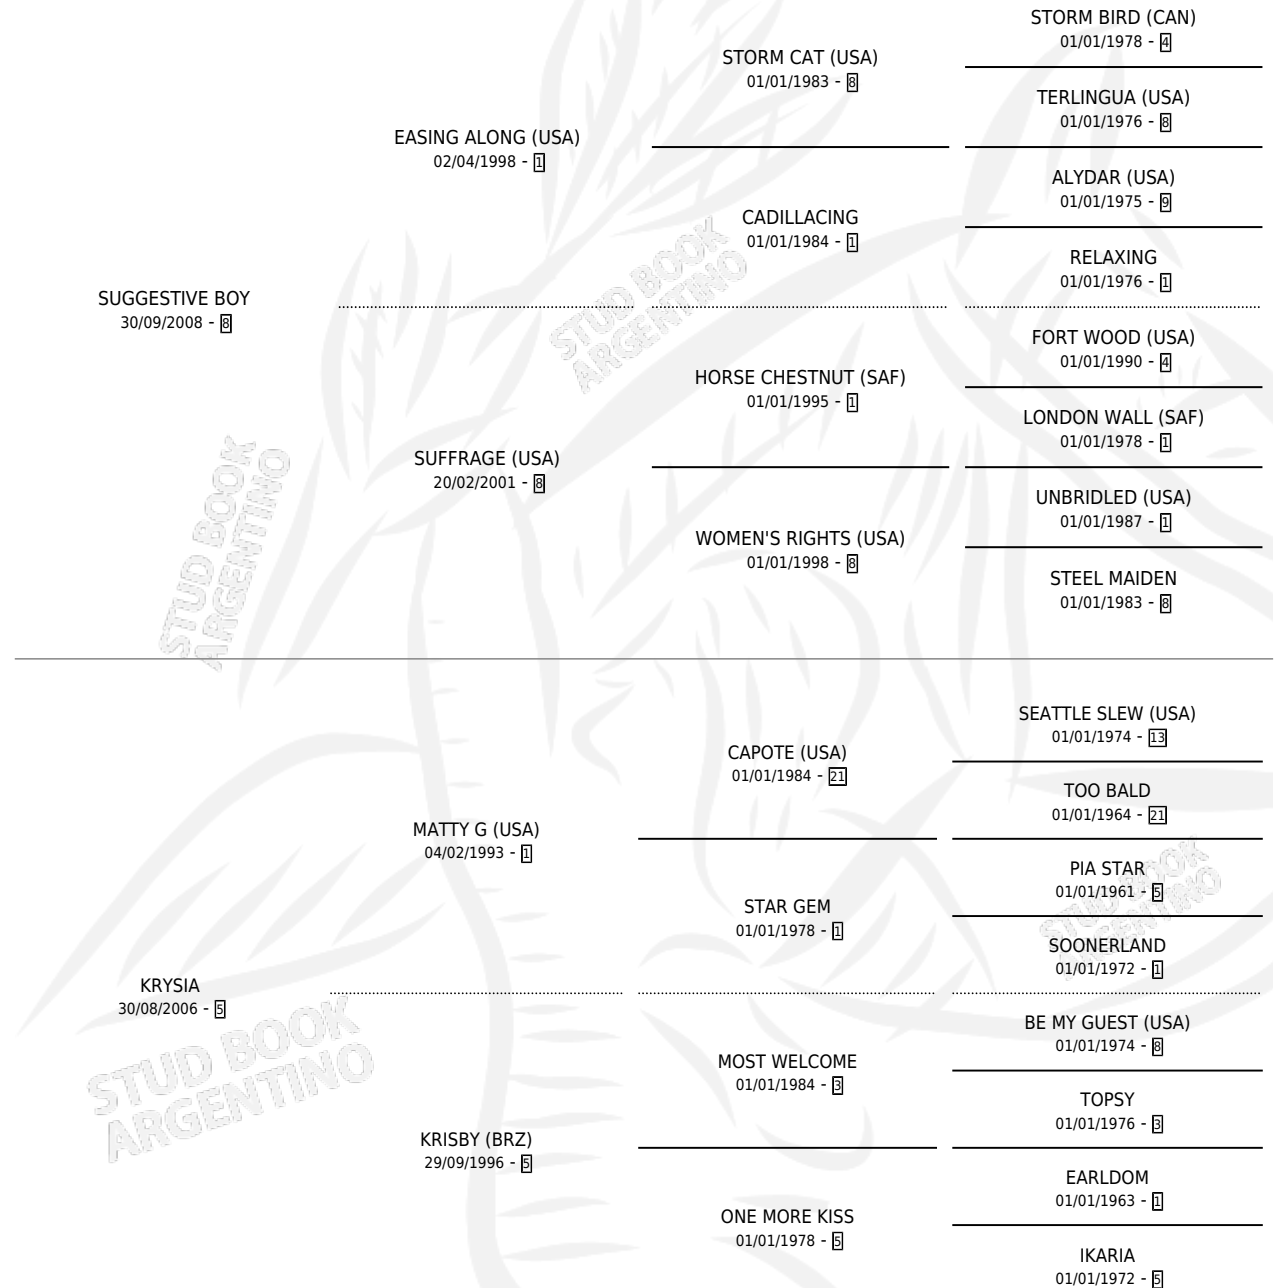 STORM BIRD (CAN)
01/01/1978 - 4
STORM CAT (USA)
01/01/1983 - 8
TERLINGUA (USA)
01/01/1976 - 8
EASING ALONG (USA)
02/04/1998 - 1
ALYDAR (USA)
01/01/1975 - 9
CADILLACING
01/01/1984 - 1
RELAXING
01/01/1976 - 1
SUGGESTIVE BOY
30/09/2008 - 8
FORT WOOD (USA)
01/01/1990 - 4
HORSE CHESTNUT (SAF)
01/01/1995 - 1
LONDON WALL (SAF)
01/01/1978 - 1
SUFFRAGE (USA)
20/02/2001 - 8
UNBRIDLED (USA)
01/01/1987 - 1
WOMEN'S RIGHTS (USA)
01/01/1998 - 8
STEEL MAIDEN
01/01/1983 - 8
SEATTLE SLEW (USA)
01/01/1974 - 13
CAPOTE (USA)
01/01/1984 - 21
TOO BALD
01/01/1964 - 21
MATTY G (USA)
04/02/1993 - 1
PIA STAR
01/01/1961 - 5
STAR GEM
01/01/1978 - 1
SOONERLAND
01/01/1972 - 1
KRYSIA
30/08/2006 - 5
BE MY GUEST (USA)
01/01/1974 - 8
MOST WELCOME
01/01/1984 - 3
TOPSY
01/01/1976 - 3
KRISBY (BRZ)
29/09/1996 - 5
EARLDOM
01/01/1963 - 1
ONE MORE KISS
01/01/1978 - 5
IKARIA
01/01/1972 - 5
STUD BOOK
ARGENTINO
STUD BOOK
ARGENTINO
STUD BOOK
ARGENTINO
STUD BOOK
ARGENTINO